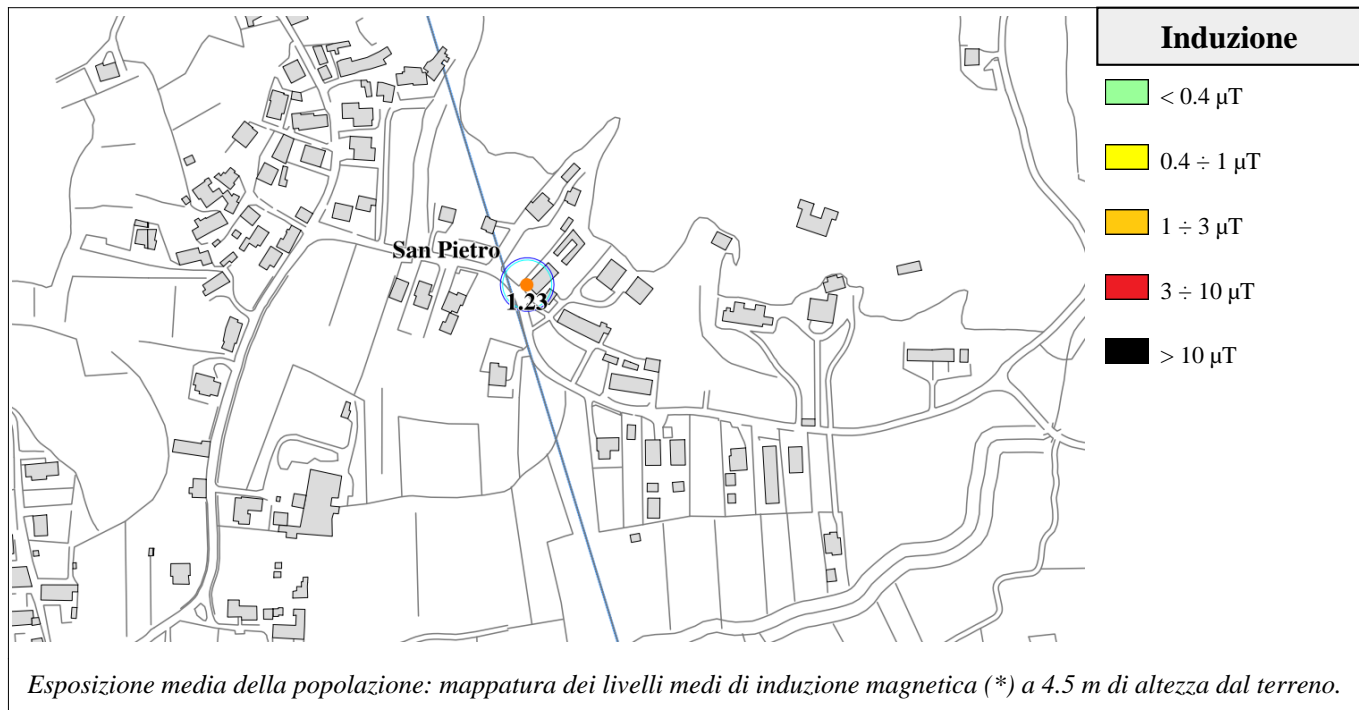 Induzione
< 0.4 µT
0.4 ÷ 1 µT
1 ÷ 3 µT
3 ÷ 10 µT
> 10 µT
San Pietro
1.23
Esposizione media della popolazione: mappatura dei livelli medi di induzione magnetica (*) a 4.5 m di altezza dal terreno.